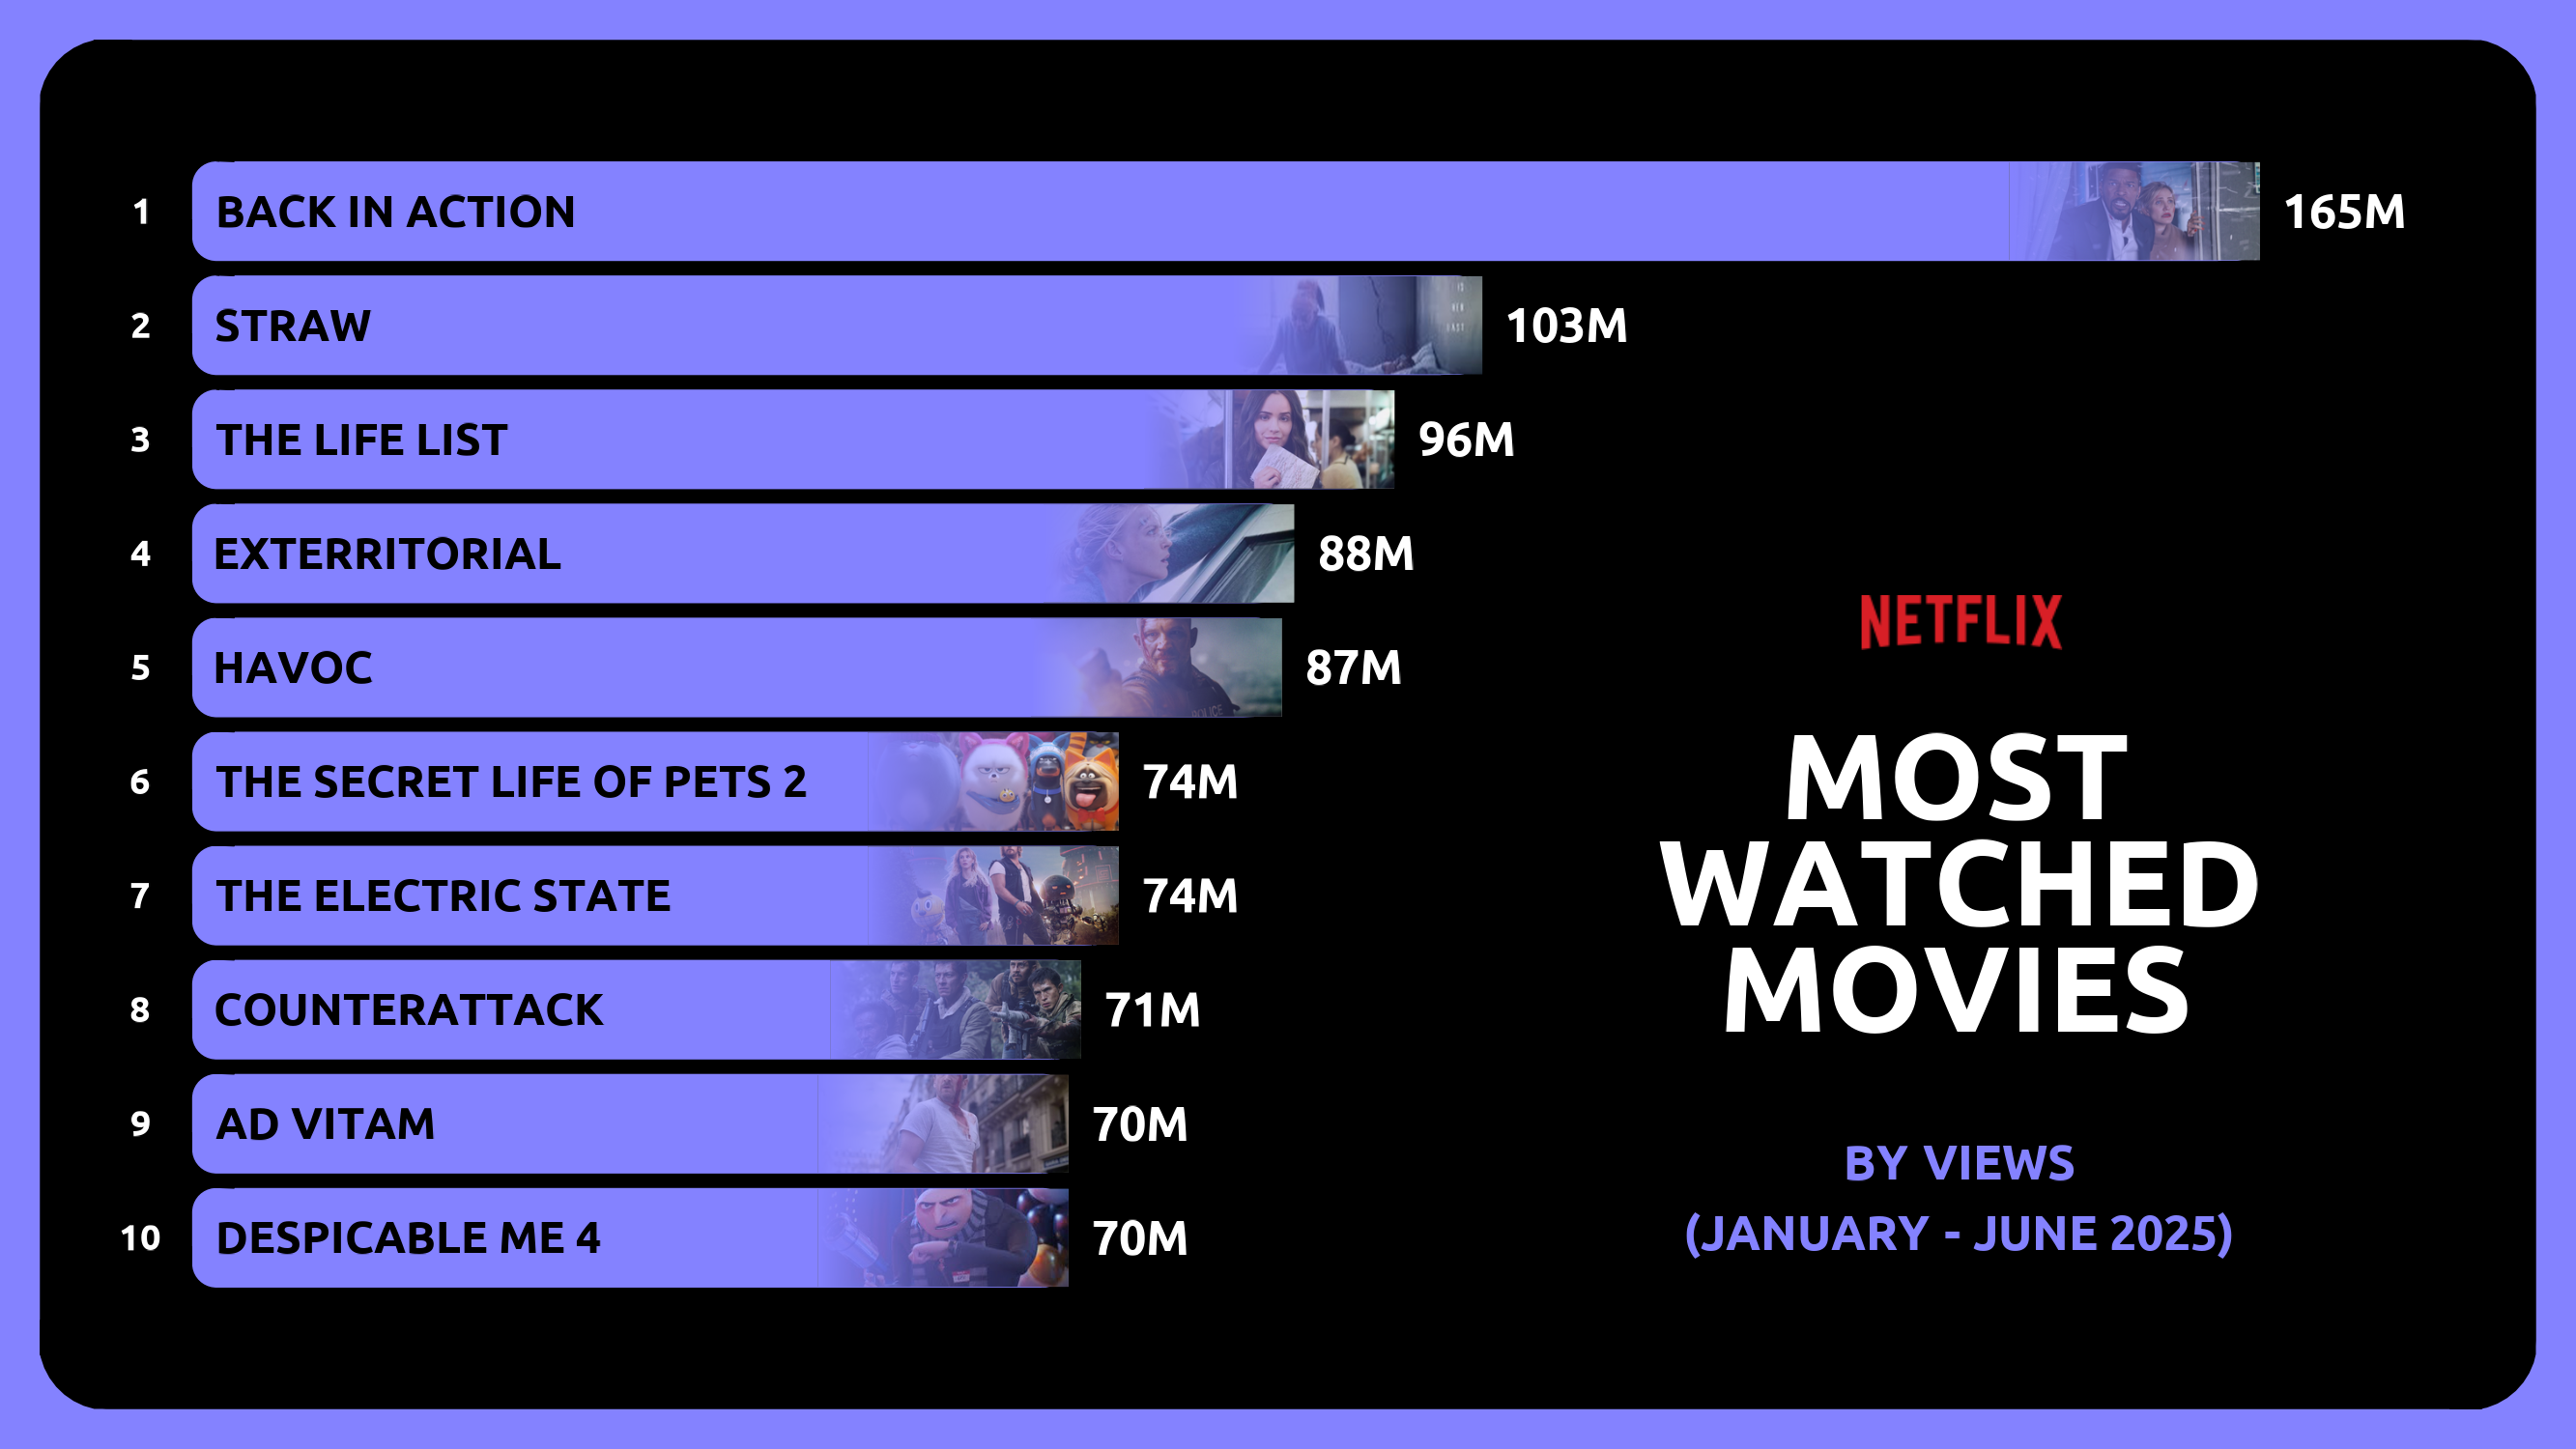 1 BACK IN ACTION 165M
2 STRAW 103M
3 THE LIFE LIST 96M
4 EXTERRITORIAL 88M
5 HAVOC 87M
6 THE SECRET LIFE OF PETS 2 74M
7 THE ELECTRIC STATE 74M
8 COUNTERATTACK 71M
9 AD VITAM 70M
10 DESPICABLE ME 4 70M
NETFLIX
MOST
WATCHED
MOVIES
BY VIEWS
(JANUARY - JUNE 2025)
POLICE